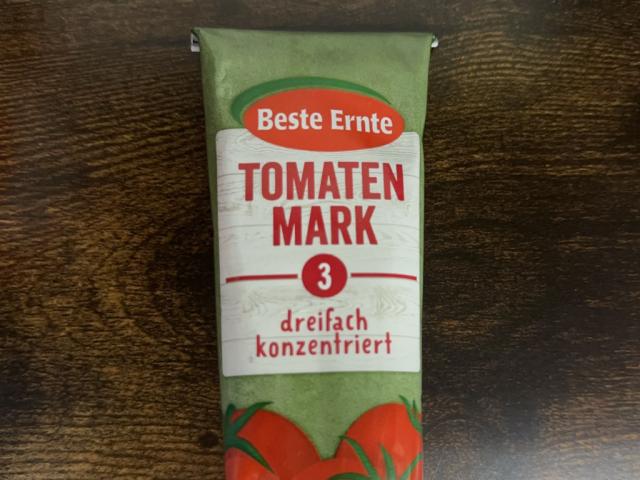 Beste Ernte
TOMATEN
MARK
3
dreifach
konzentriert